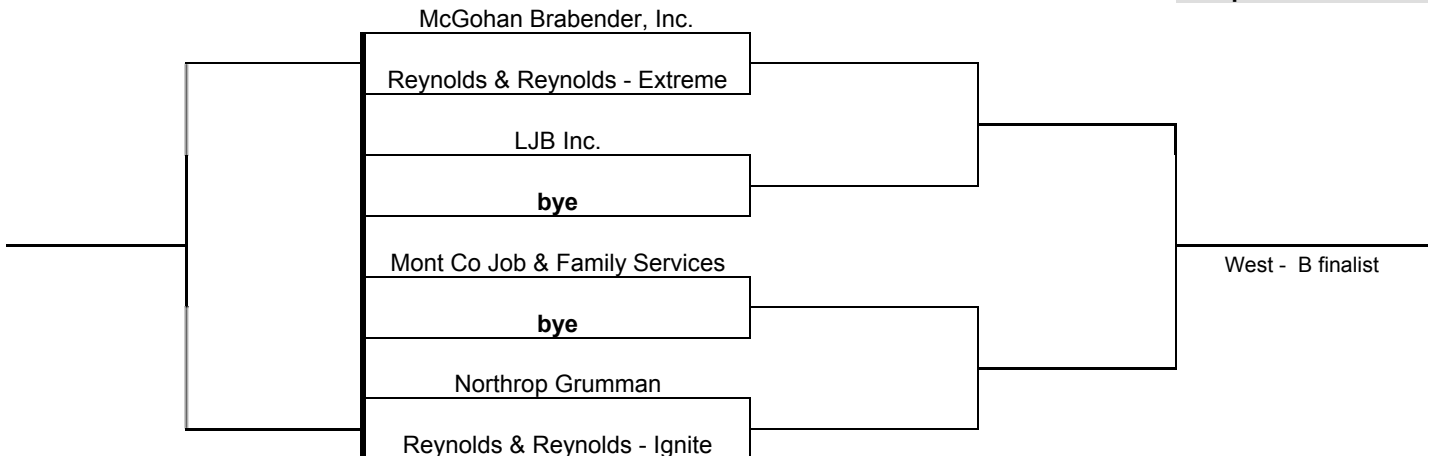 McGohan Brabender, Inc.
Reynolds & Reynolds - Extreme
LJB Inc.
bye
Mont Co Job & Family Services
West - B finalist
bye
Northrop Grumman
Reynolds & Reynolds - Ignite